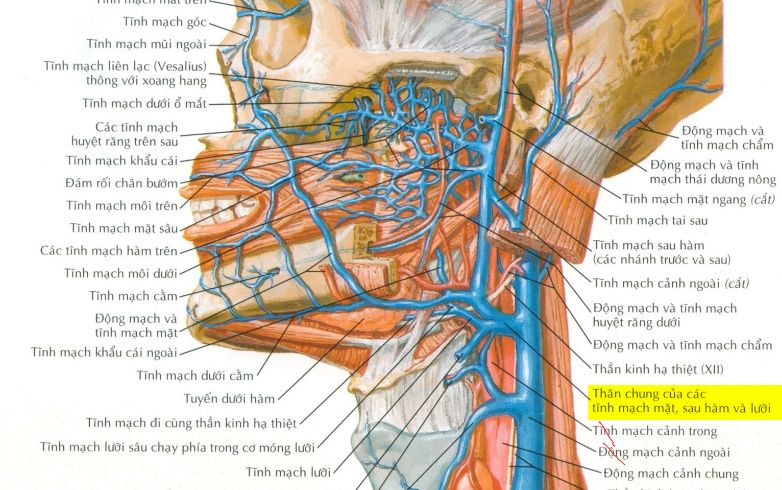 Tĩnh mạch mắt trên
Tĩnh mạch góc
Tĩnh mạch mũi ngoài
Tĩnh mạch liên lạc (Vesalius)
thông với xoang hang
Tĩnh mạch dưới ổ mắt
Các tĩnh mạch
huyệt răng trên sau
Tĩnh mạch khẩu cái
Đám rối chân bướm
Tĩnh mạch môi trên
Tĩnh mạch mặt sâu
Các tĩnh mạch hàm trên
Tĩnh mạch môi dưới
Tĩnh mạch cằm
Động mạch và
tĩnh mạch mặt
Tĩnh mạch khẩu cái ngoài
Tĩnh mạch dưới cằm
Tuyến dưới hàm
Tĩnh mạch đi cùng thần kinh hạ thiệt
Tĩnh mạch lưỡi sâu chạy phía trong cơ móng lưỡi
Tĩnh mạch lưỡi
Động mạch và
tĩnh mạch chẩm
Động mạch và tĩnh
mạch thái dương nông
Tĩnh mạch mặt ngang (cắt)
Tĩnh mạch tai sau
Tĩnh mạch sau hàm
(các nhánh trước và sau)
Tĩnh mạch cảnh ngoài (cắt)
Động mạch và tĩnh mạch
huyệt răng dưới
Động mạch và tĩnh mạch chẩm
Thần kinh hạ thiệt (XII)
Thân chung của các
tĩnh mạch mặt, sau hàm và lưỡi
Tĩnh mạch cảnh trong
Động mạch cảnh ngoài
Động mạch cảnh chung